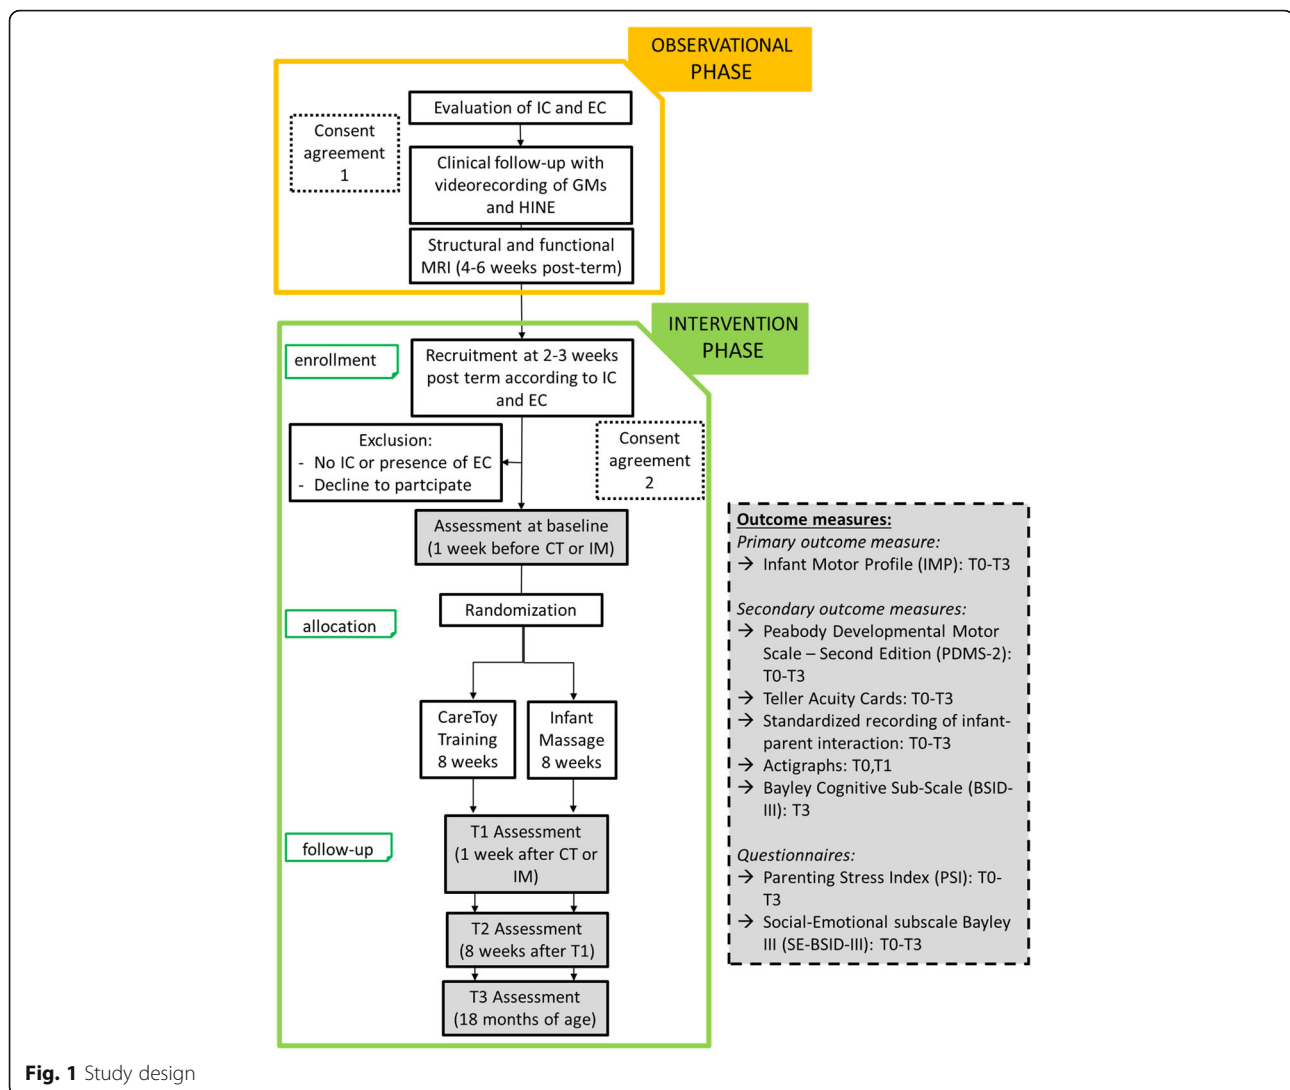 OBSERVATIONAL
PHASE
Evaluation of IC and EC
Consent
agreement
1
Clinical follow-up with
videorecording of GMs
and HINE
Structural and functional
MRI (4-6 weeks post-term)
INTERVENTION
PHASE
enrollment
Recruitment at 2-3 weeks
post term according to IC
and EC
Exclusion:
- No IC or presence of EC
- Decline to partcipate
Consent
agreement
2
Assessment at baseline
(1 week before CT or IM)
Randomization
allocation
CareToy
Training
8 weeks
Infant
Massage
8 weeks
follow-up
T1 Assessment
(1 week after CT or
IM)
T2 Assessment
(8 weeks after T1)
T3 Assessment
(18 months of age)
Outcome measures:
Primary outcome measure:
→ Infant Motor Profile (IMP): T0-T3
Secondary outcome measures:
→ Peabody Developmental Motor
Scale – Second Edition (PDMS-2):
T0-T3
→ Teller Acuity Cards: T0-T3
→ Standardized recording of infant-
parent interaction: T0-T3
→ Actigraphs: T0,T1
→ Bayley Cognitive Sub-Scale (BSID-
III): T3
Questionnaires:
→ Parenting Stress Index (PSI): T0-
T3
→ Social-Emotional subscale Bayley
III (SE-BSID-III): T0-T3
Fig. 1 Study design